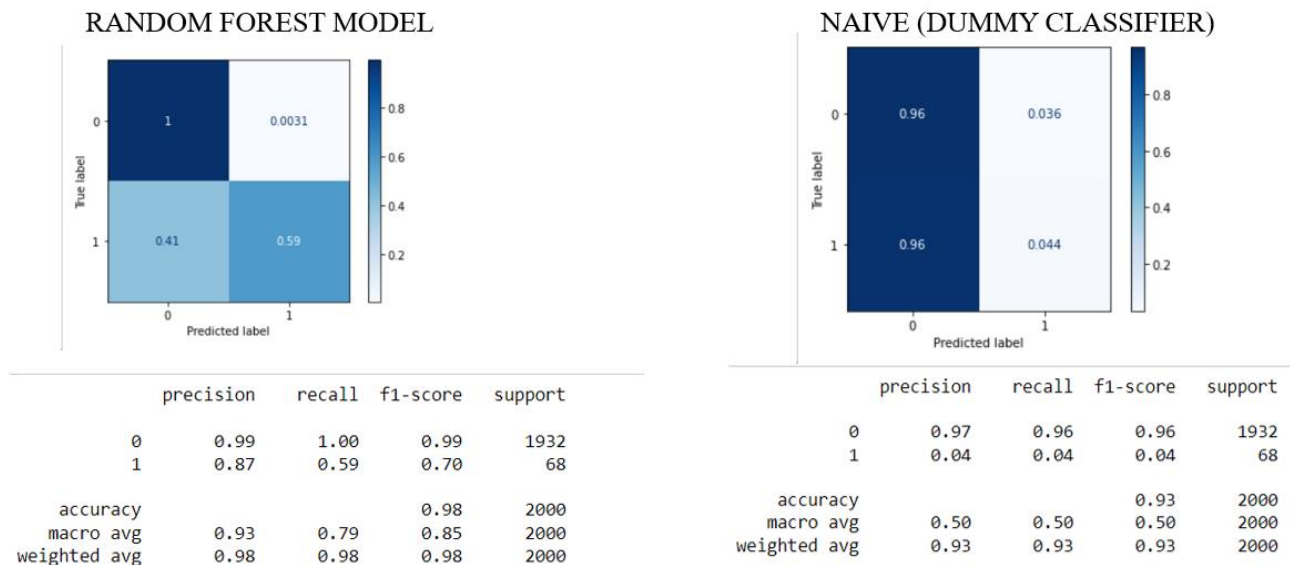 RANDOM FOREST MODEL
0
1
0.0031
0.8
0.6
0.4
0.2
True label
1
0.41
0.59
0
1
Predicted label
precision recall f1-score support
0 0.99 1.00 0.99 1932
1 0.87 0.59 0.70 68
accuracy 0.98 2000
macro avg 0.93 0.79 0.85 2000
weighted avg 0.98 0.98 0.98 2000
NAIVE (DUMMY CLASSIFIER)
0
0.96
0.036
0.8
0.6
0.4
0.2
True label
1
0.96
0.044
0
1
Predicted label
precision recall f1-score support
0 0.97 0.96 0.96 1932
1 0.04 0.04 0.04 68
accuracy 0.93 2000
macro avg 0.50 0.50 0.50 2000
weighted avg 0.93 0.93 0.93 2000